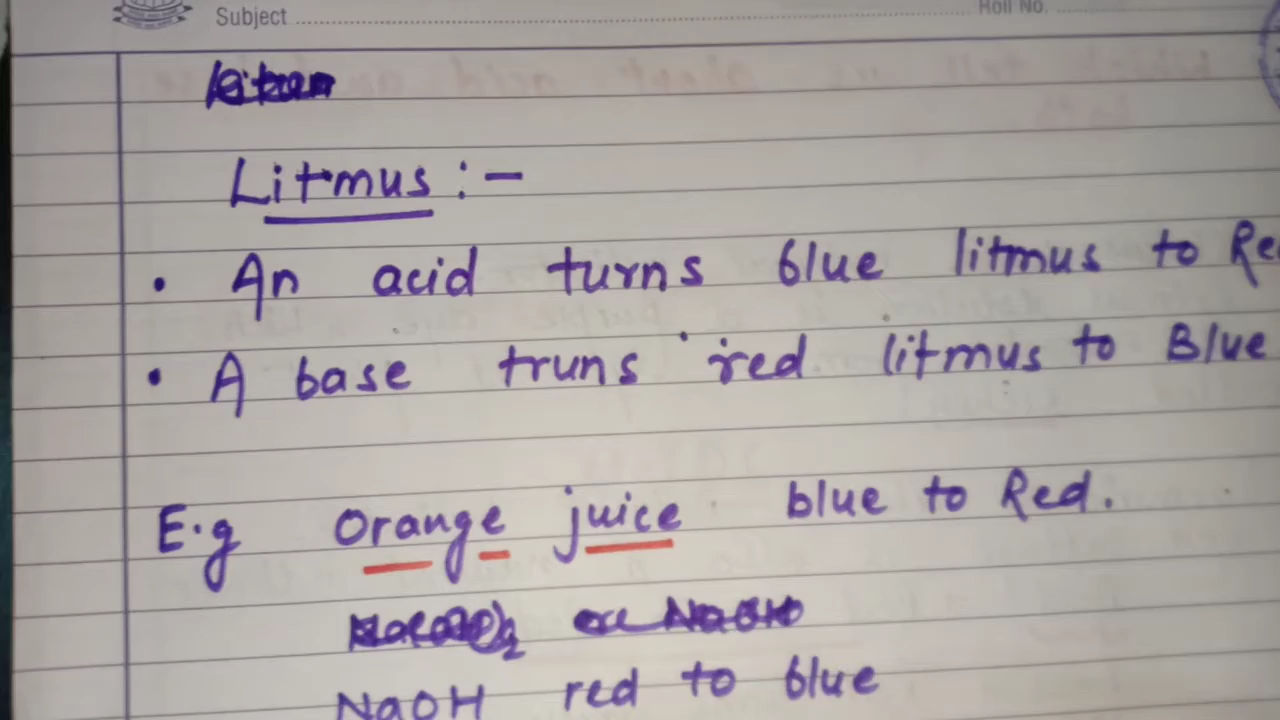 Subject
Roll No.
Litmus :-
• An acid turns blue litmus to Re
• A base truns red litmus to Blue
E.g Orange juice blue to Red.
NaOH red to blue